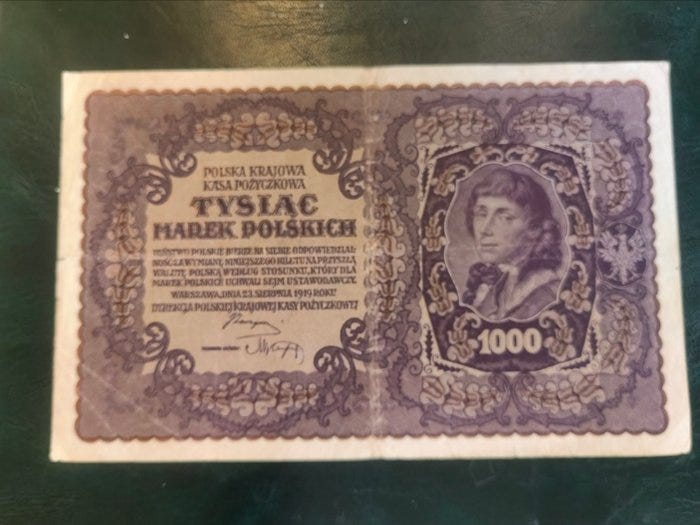 POLSKA KRAJOWA
KASA POŻYCZKOWA
TYSIĄC
MAREK POLSKICH
PAŃSTWO POLSKIE BIERZE NA SIEBIE ODPOWIEDZIAL-
NOŚĆ ZA WYMIANĘ NINIEJSZEGO BILETU NA PRZYSZŁĄ
WALUTĘ POLSKĄ WEDŁUG STOSUNKU, KTÓRY DLA
MAREK POLSKICH UCHWALI SEJM USTAWODAWCZY.
WARSZAWA, DNIA 23 SIERPNIA 1919 ROKU
DYREKCJA POLSKIEJ KRAJOWEJ KASY POŻYCZKOWEJ
1000